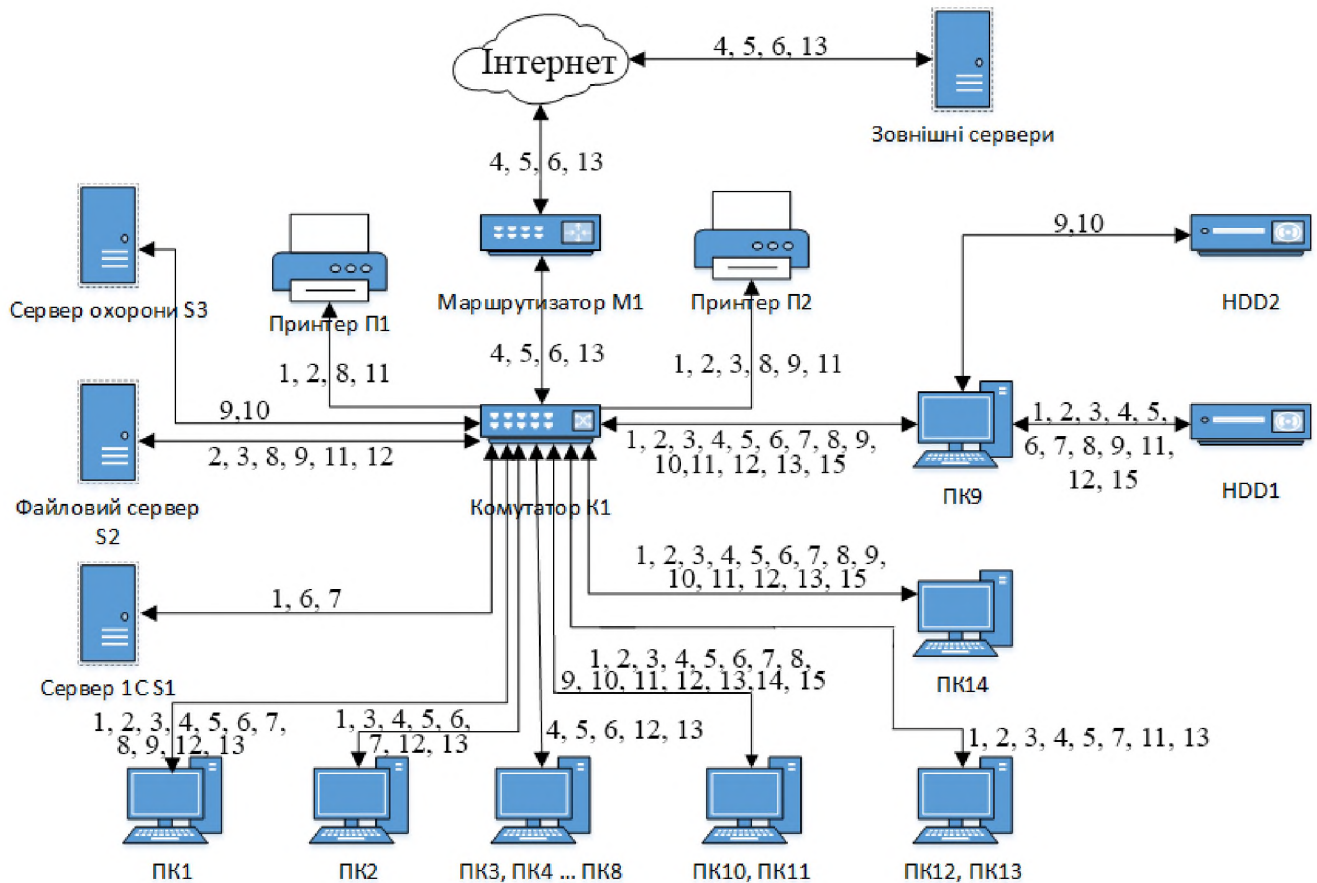 Інтернет
4, 5, 6, 13
Зовнішні сервери
4, 5, 6, 13
Сервер охорони S3
Принтер П1
Маршрутизатор М1
Принтер П2
9,10
HDD2
1, 2, 8, 11
4, 5, 6, 13
1, 2, 3, 8, 9, 11
9,10
2, 3, 8, 9, 11, 12
Файловий сервер
S2
Комутатор К1
1, 2, 3, 4, 5, 6, 7, 8, 9,
10,11, 12, 13, 15
ПК9
1, 2, 3, 4, 5,
6, 7, 8, 9, 11,
12, 15
HDD1
1, 6, 7
Сервер 1С S1
1, 2, 3, 4, 5, 6, 7, 8, 9,
10, 11, 12, 13, 15
ПК14
1, 2, 3, 4, 5, 6, 7,
8, 9, 12, 13
ПК1
1, 3, 4, 5, 6,
7, 12, 13
ПК2
4, 5, 6, 12, 13
ПК3, ПК4 ... ПК8
1, 2, 3, 4, 5, 6, 7, 8,
9, 10, 11, 12, 13,14, 15
ПК10, ПК11
1, 2, 3, 4, 5, 7, 11, 13
ПК12, ПК13